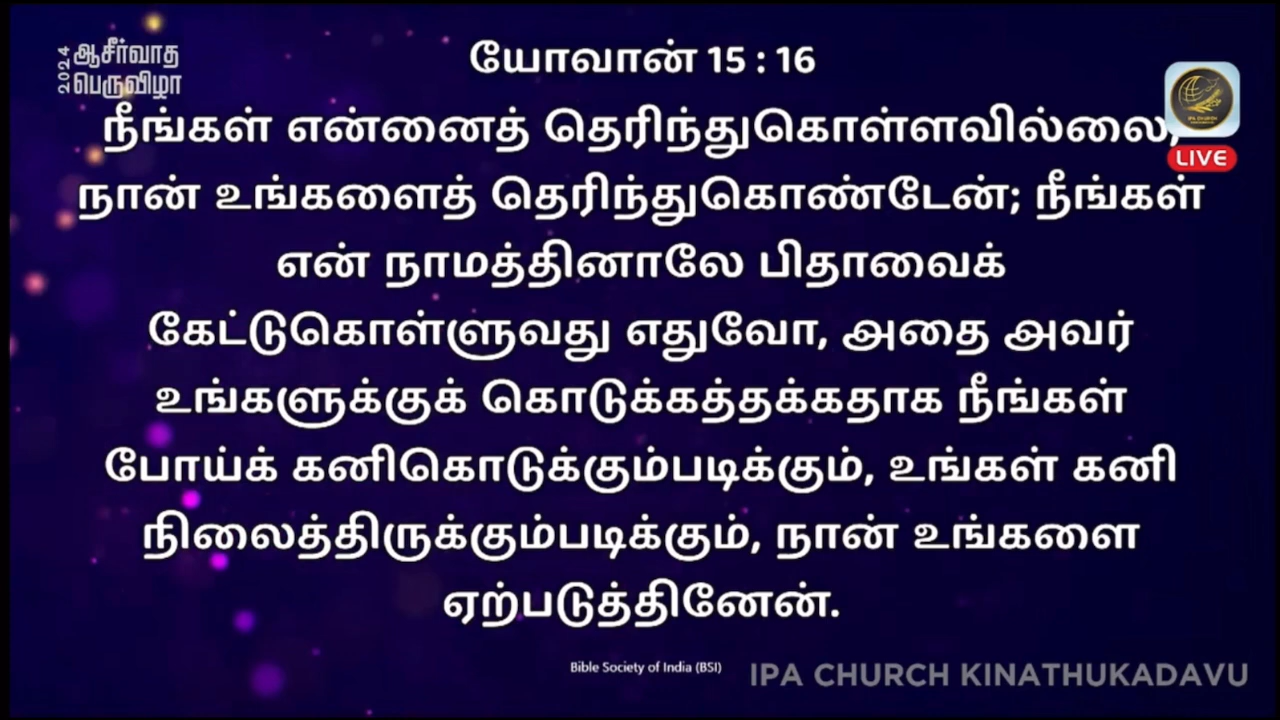 2024 ஆசீர்வாத
பெருவிழா
யோவான் 15 : 16
நீங்கள் என்னைத் தெரிந்துகொள்ளவில்லை,
நான் உங்களைத் தெரிந்துகொண்டேன்; நீங்கள்
என் நாமத்தினாலே பிதாவைக்
கேட்டுகொள்ளுவது எதுவோ, அதை அவர்
உங்களுக்குக் கொடுக்கத்தக்கதாக நீங்கள்
போய்க் கனிகொடுக்கும்படிக்கும், உங்கள் கனி
நிலைத்திருக்கும்படிக்கும், நான் உங்களை
ஏற்படுத்தினேன்.
IPA CHURCH
LIVE
Bible Society of India (BSI)
IPA CHURCH KINATHUKADAVU